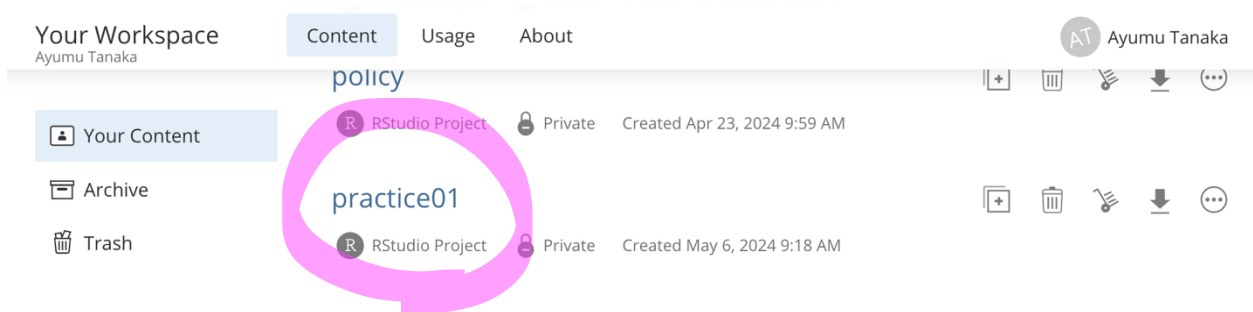 Your Workspace
Ayumu Tanaka
Content Usage About
AT Ayumu Tanaka
policy
R RStudio Project Private Created Apr 23, 2024 9:59 AM
Your Content
Archive
Trash
practice01
R RStudio Project Private Created May 6, 2024 9:18 AM